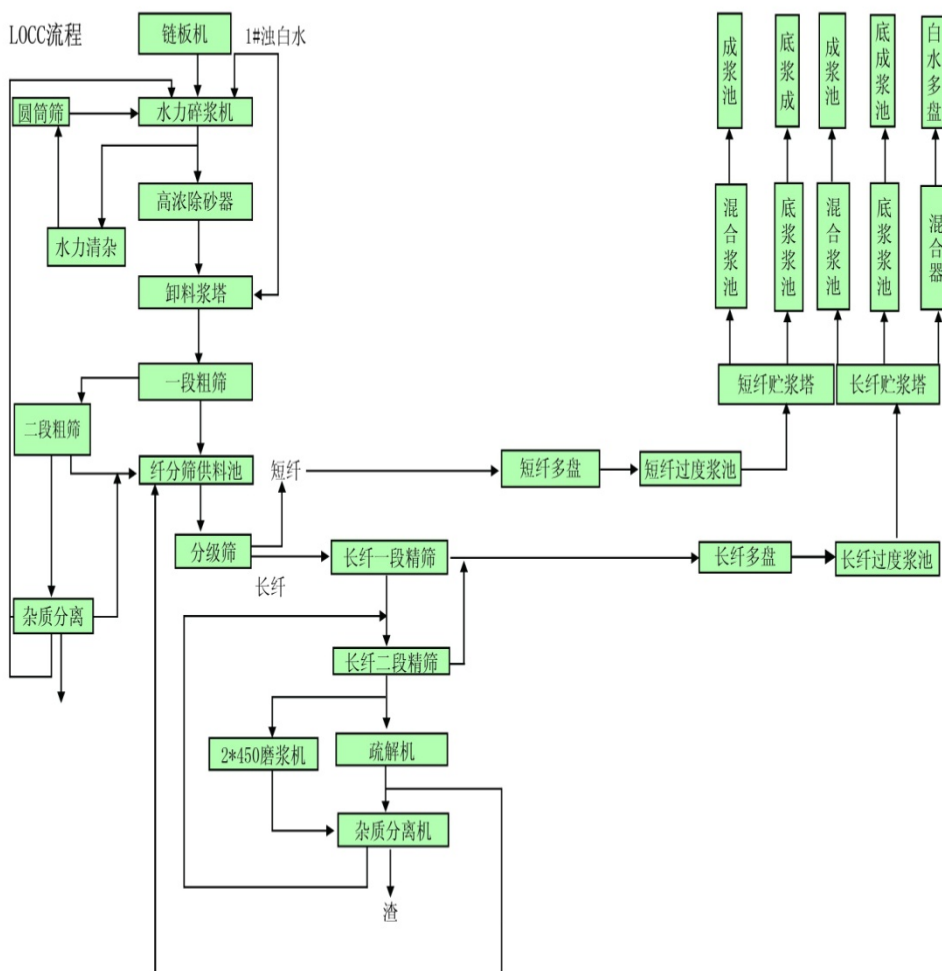 LOCC流程
链板机
1#浊白水
圆筒筛
水力碎浆机
高浓除砂器
水力清杂
卸料浆塔
一段粗筛
二段粗筛
纤分筛供料池
短纤
分级筛
长纤
杂质分离
长纤一段精筛
长纤二段精筛
2*450磨浆机
疏解机
杂质分离机
渣
短纤多盘
短纤过度浆池
长纤多盘
长纤过度浆池
短纤贮浆塔
长纤贮浆塔
混合浆池
底浆浆池
混合浆池
底浆浆池
混合器
成浆池
底浆成
成浆池
底成浆池
白水多盘